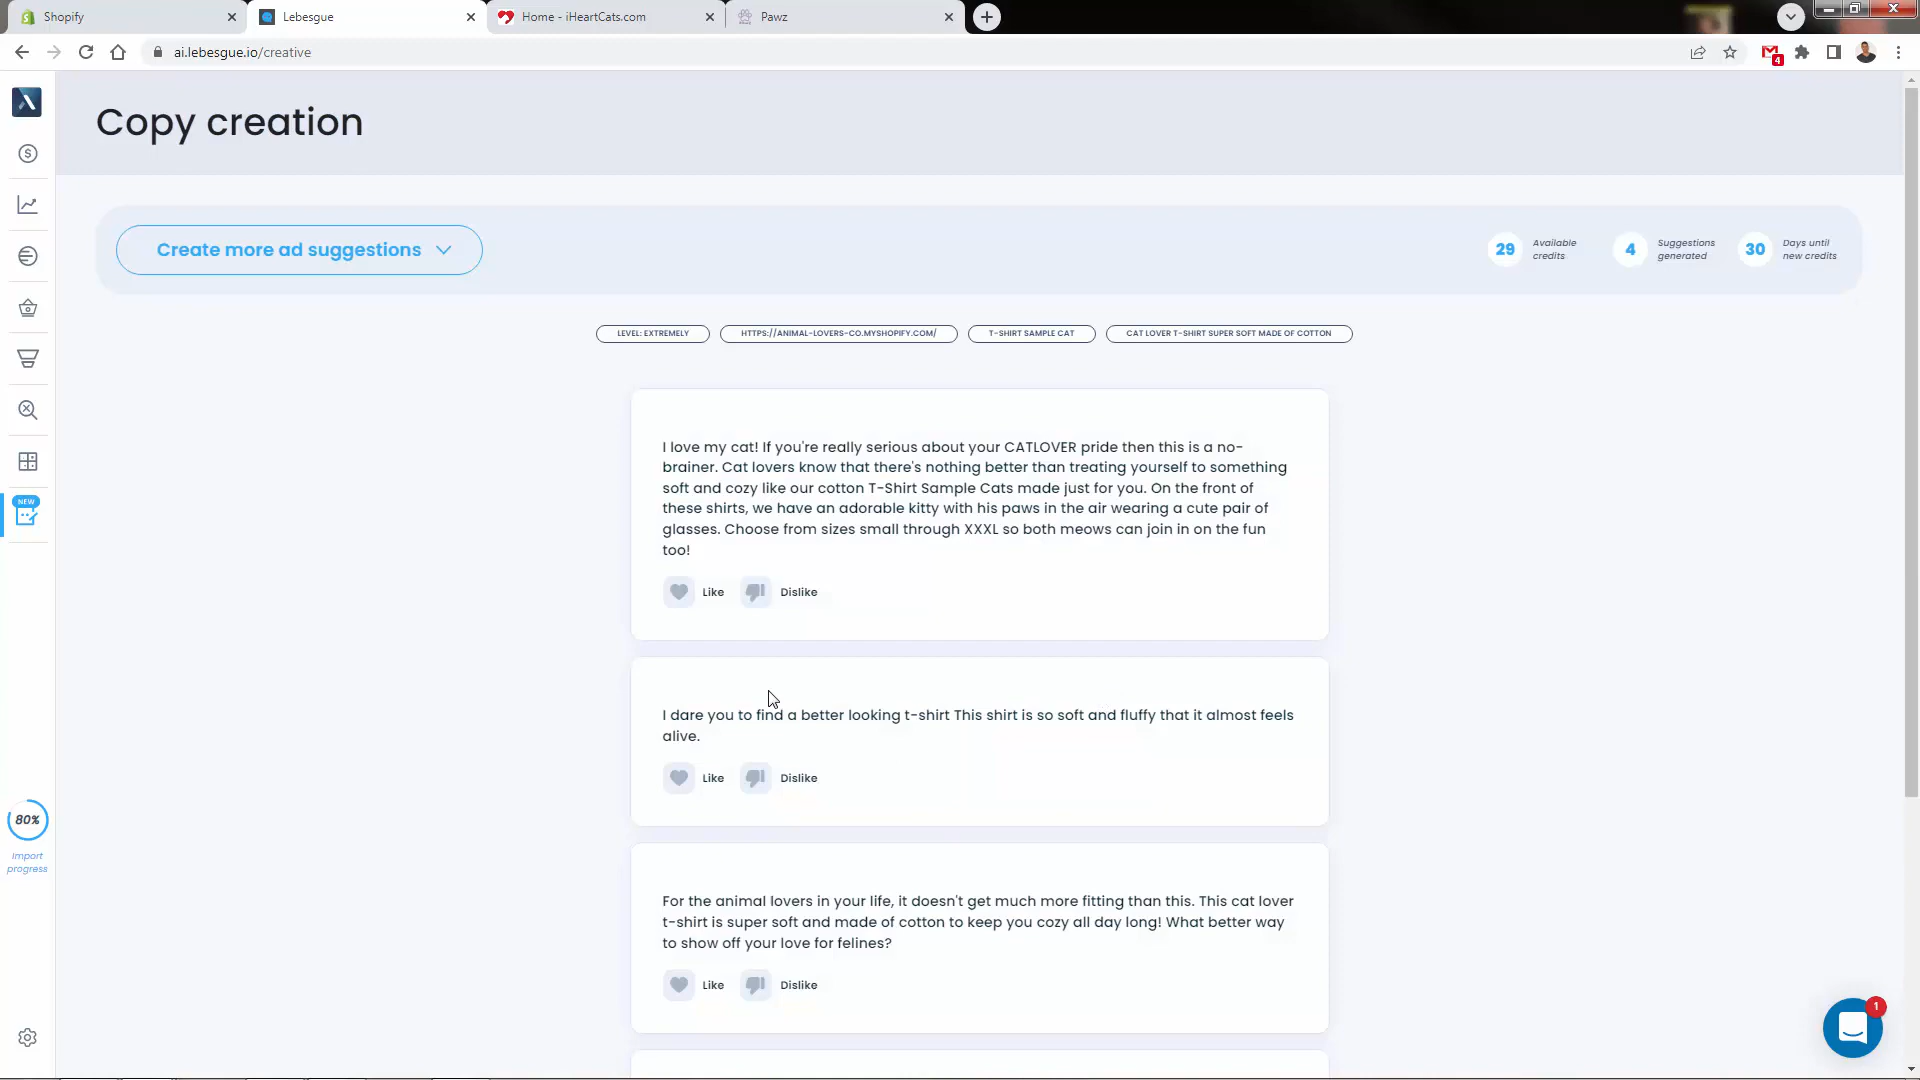 Shopify
Lebesgue
Home - iHeartCats.com
Pawz
ai.lebesgue.io/creative
4
Copy creation
Create more ad suggestions
29 Available
credits
4 Suggestions
generated
30 Days until
new credits
LEVEL: EXTREMELY
HTTPS://ANIMAL-LOVERS-CO.MYSHOPIFY.COM/
T-SHIRT SAMPLE CAT
CAT LOVER T-SHIRT SUPER SOFT MADE OF COTTON
I love my cat! If you're really serious about your CATLOVER pride then this is a no-
brainer. Cat lovers know that there's nothing better than treating yourself to something
soft and cozy like our cotton T-Shirt Sample Cats made just for you. On the front of
these shirts, we have an adorable kitty with his paws in the air wearing a cute pair of
glasses. Choose from sizes small through XXXL so both meows can join in on the fun
too!
Like Dislike
I dare you to find a better looking t-shirt This shirt is so soft and fluffy that it almost feels
alive.
Like Dislike
For the animal lovers in your life, it doesn't get much more fitting than this. This cat lover
t-shirt is super soft and made of cotton to keep you cozy all day long! What better way
to show off your love for felines?
Like Dislike
NEW
80%
Import
progress
1